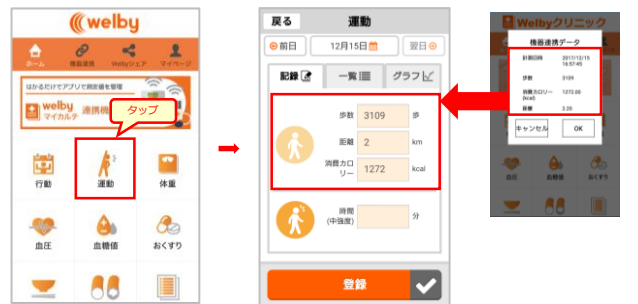 welby
ホーム
機器連携
Welbyシェア
マイページ
はかるだけでアプリで測定値を管理
welby
マイカルテ
連携機
タップ
行動
運動
体重
血圧
血糖値
おくすり
戻る
運動
前日
12月15日
翌日
記録
一覧
グラフ
歩数 3109 歩
距離 2 km
消費カロ
リー
1272 kcal
時間
(中強度)
分
登録
Welbyクリニック
機器連携データ
計測日時
2017/12/15
16:57:45
歩数 3109
消費カロリー
(kcal)
1272.00
距離 2.20
キャンセル
OK
血圧
おくすり